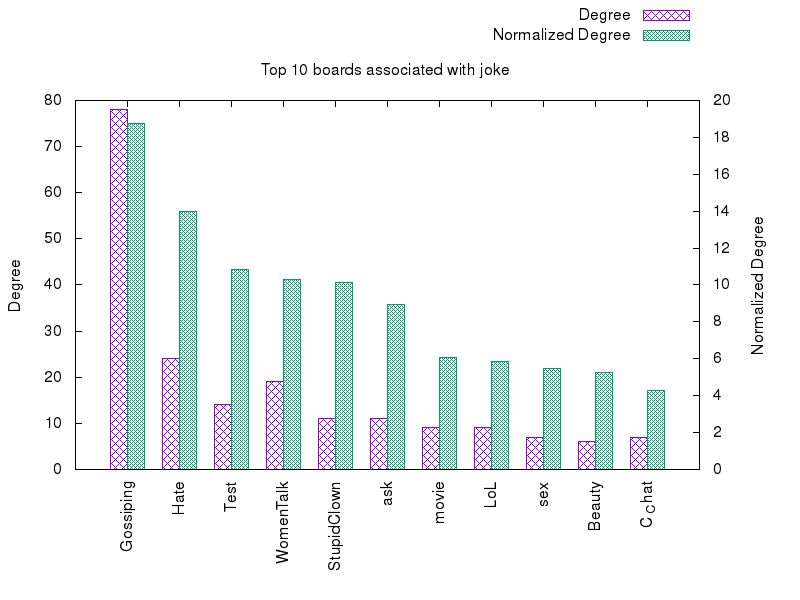 Degree
Normalized Degree
Top 10 boards associated with joke
80
70
60
50
40
30
20
10
0
20
18
16
14
12
10
8
6
4
2
0
Degree
Normalized Degree
Gossiping
Hate
Test
WomenTalk
StupidClown
ask
movie
LoL
sex
Beauty
C_Chat